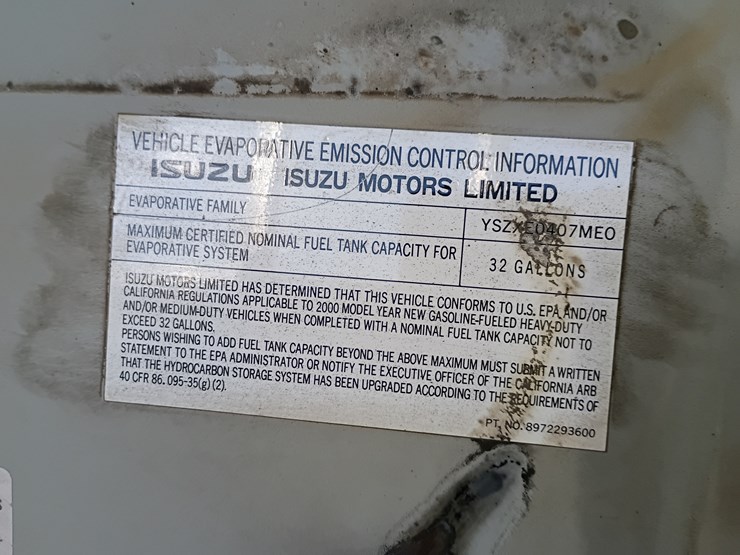 VEHICLE EVAPORATIVE EMISSION CONTROL INFORMATION
ISUZU ISUZU MOTORS LIMITED
EVAPORATIVE FAMILY YSZXE0407ME0
MAXIMUM CERTIFIED NOMINAL FUEL TANK CAPACITY FOR
EVAPORATIVE SYSTEM 32 GALLONS
ISUZU MOTORS LIMITED HAS DETERMINED THAT THIS VEHICLE CONFORMS TO U.S. EPA AND/OR
CALIFORNIA REGULATIONS APPLICABLE TO 2000 MODEL YEAR NEW GASOLINE-FUELED HEAVY-DUTY
AND/OR MEDIUM-DUTY VEHICLES WHEN COMPLETED WITH A NOMINAL FUEL TANK CAPACITY NOT TO
EXCEED 32 GALLONS.
PERSONS WISHING TO ADD FUEL TANK CAPACITY BEYOND THE ABOVE MAXIMUM MUST SUBMIT A WRITTEN
STATEMENT TO THE EPA ADMINISTRATOR OR NOTIFY THE EXECUTIVE OFFICER OF THE CALIFORNIA ARB
THAT THE HYDROCARBON STORAGE SYSTEM HAS BEEN UPGRADED ACCORDING TO THE REQUIREMENTS OF
40 CFR 86.095-35(g)(2).
PT. NO. 8972293600